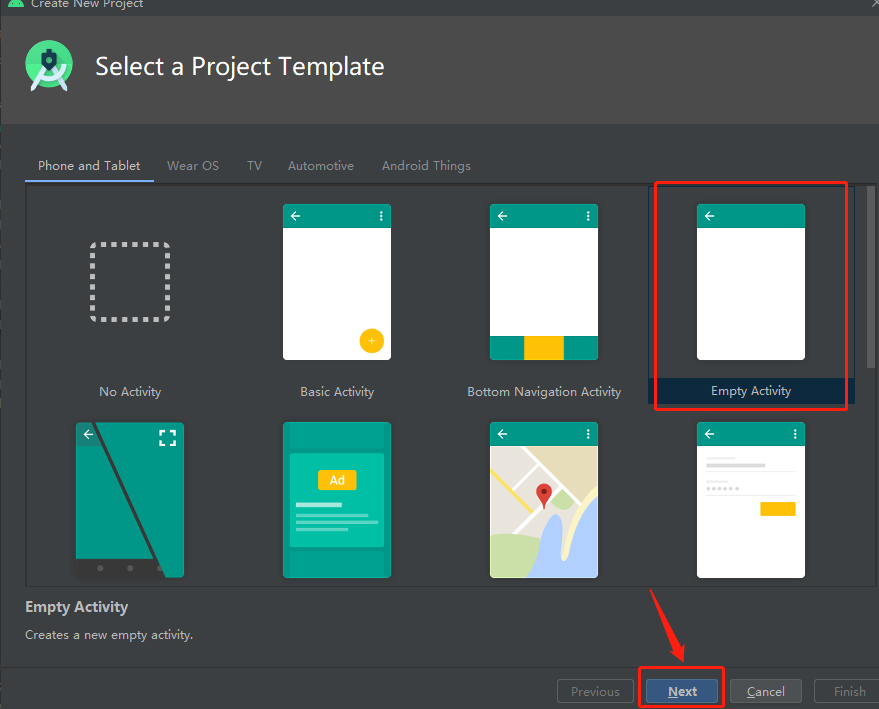 Create New Project
Select a Project Template
Phone and Tablet
Wear OS
TV
Automotive
Android Things
No Activity
Basic Activity
Bottom Navigation Activity
Empty Activity
Ad
Empty Activity
Creates a new empty activity.
Previous
Next
Cancel
Finish